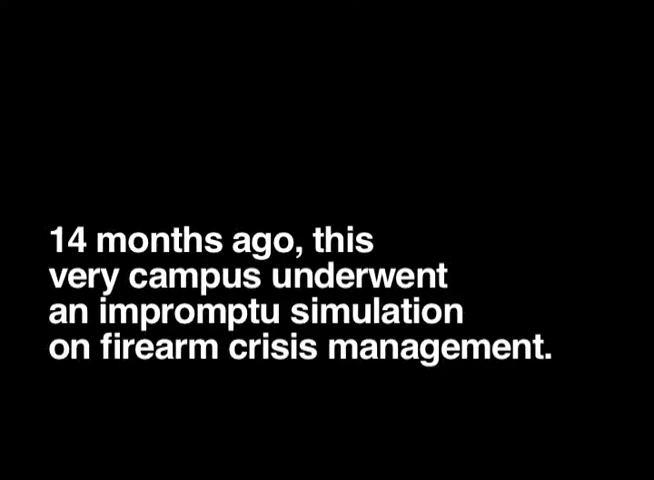 14 months ago, this
very campus underwent
an impromptu simulation
on firearm crisis management.